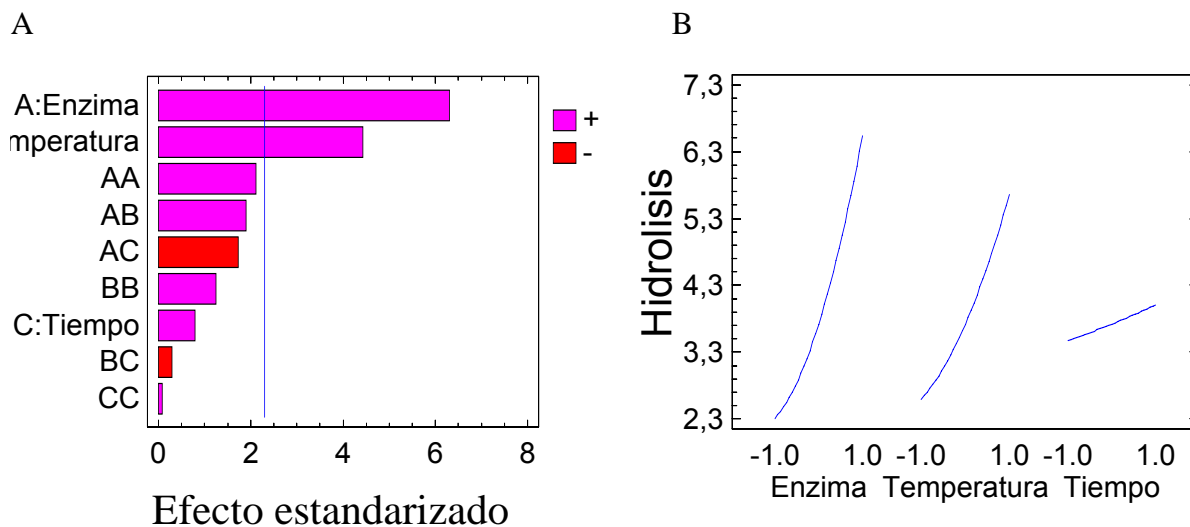 A
A:Enzima
mperatura
AA
AB
AC
BB
C:Tiempo
BC
CC
0 2 4 6 8
Efecto estandarizado
+
-
B
Hidrolisis
7,3
6,3
5,3
4,3
3,3
2,3
-1.0 1.0 -1.0 1.0 -1.0 1.0
Enzima Temperatura Tiempo